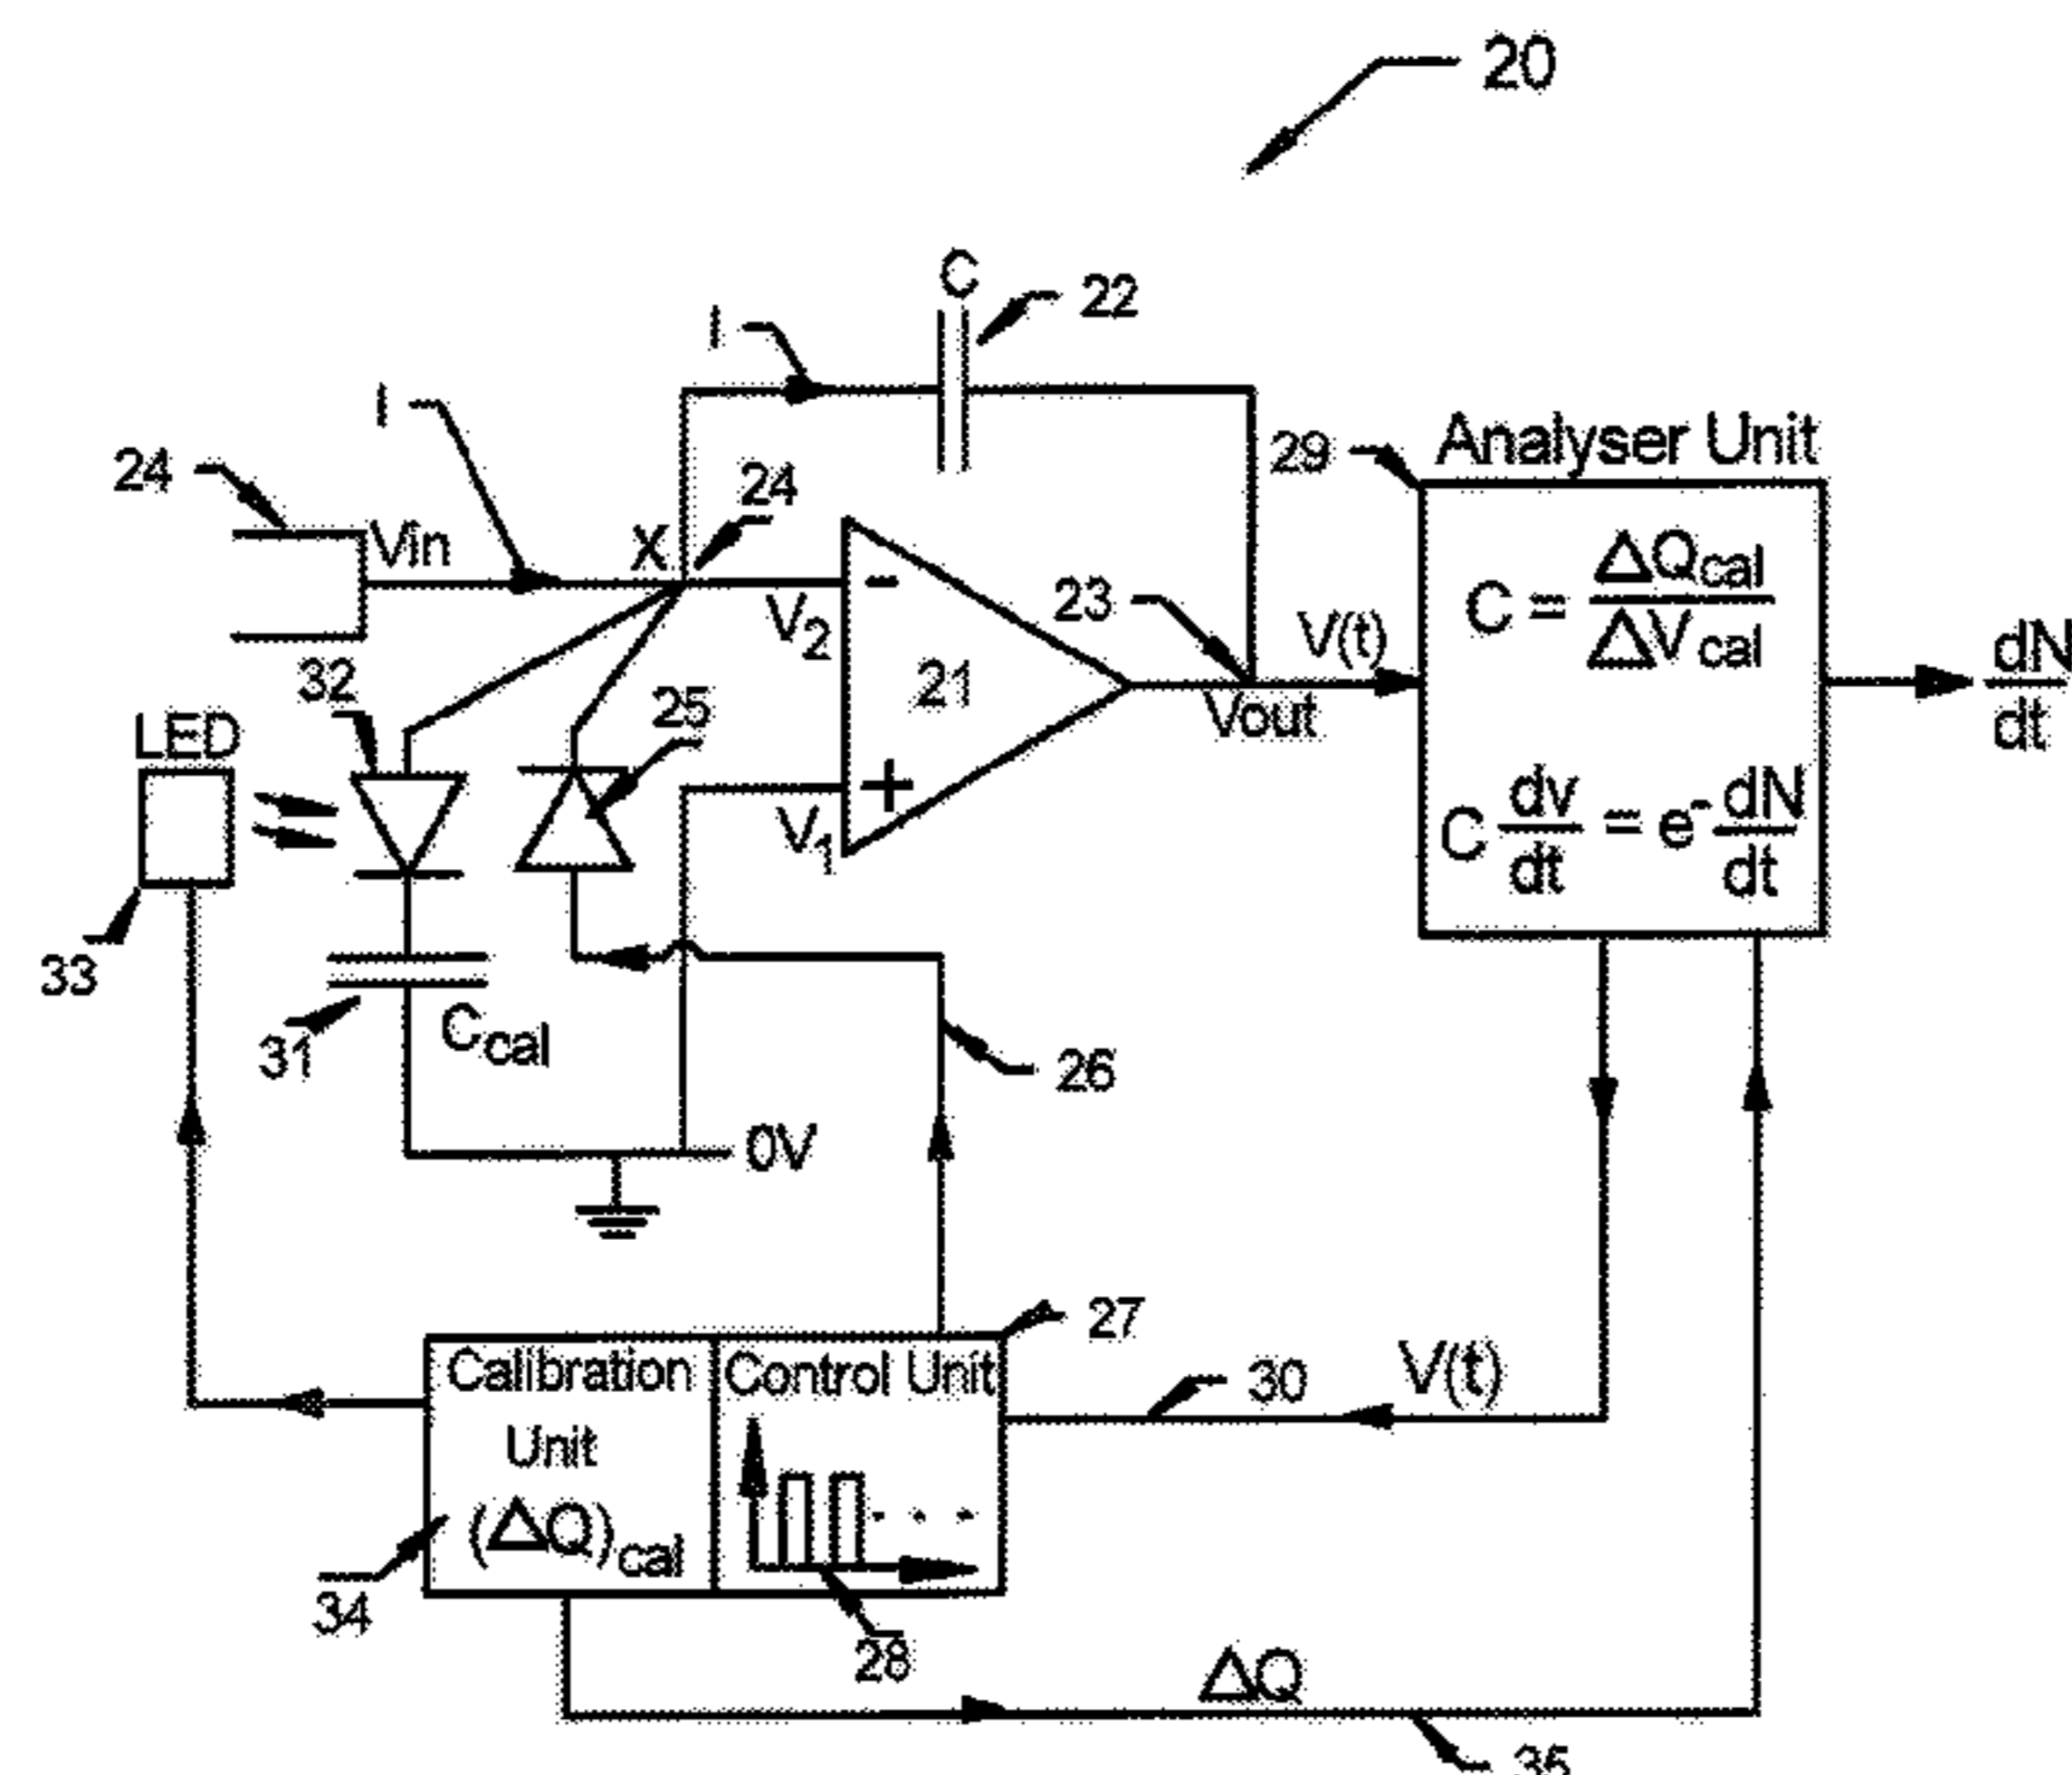 20
C
22
I
I
24
Vin
X
24
V2
21
-
+
V1
23
V(t)
Vout
29
Analyser Unit
C = ΔQcal / ΔVcal
C dv/dt = e⁻ dN/dt
dN/dt
32
25
LED
33
31
Ccal
0V
26
27
Calibration Unit
(ΔQ)cal
Control Unit
. . .
28
34
30
V(t)
ΔQ
35